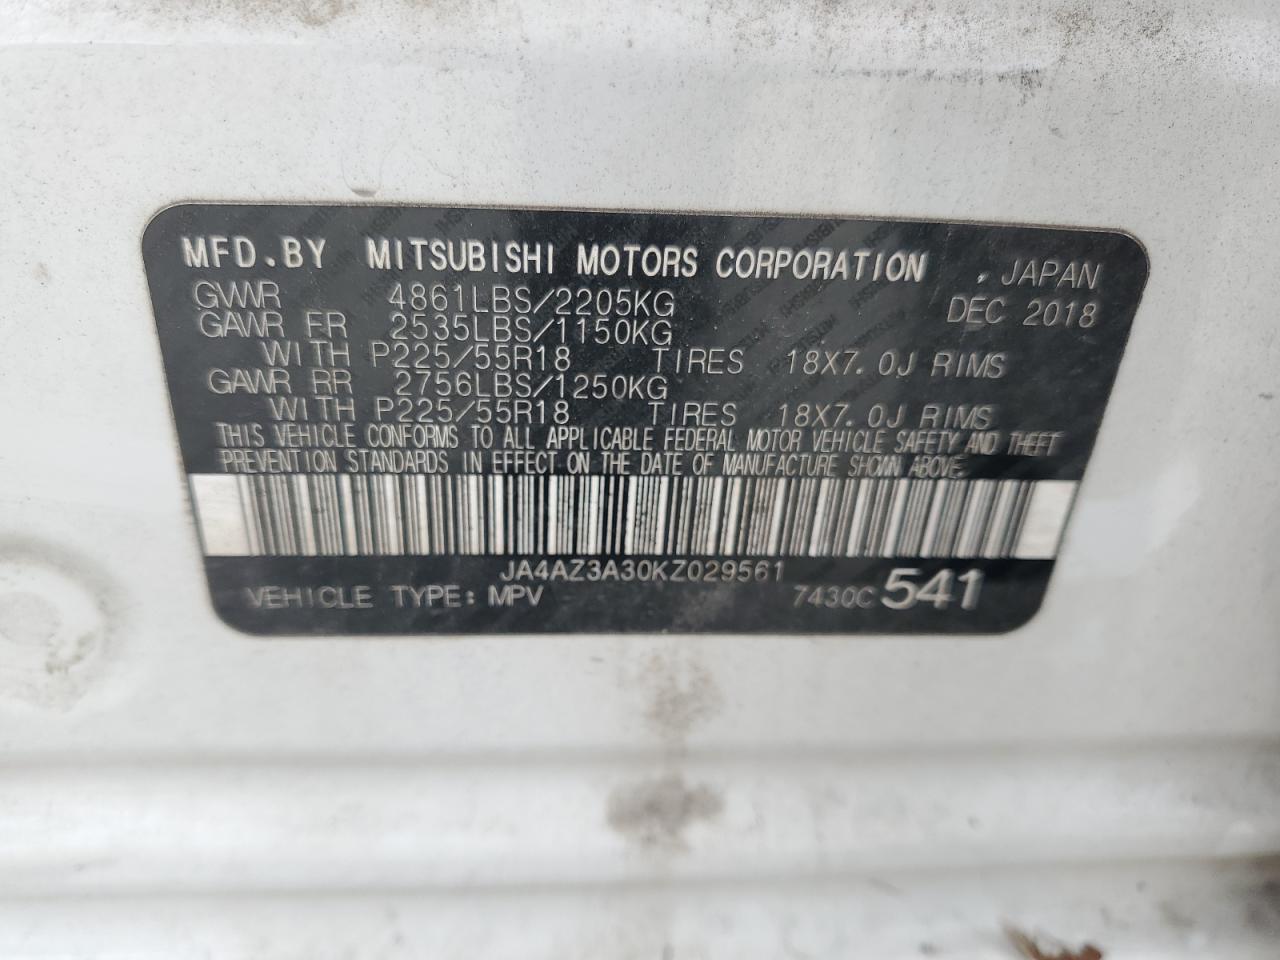 MFD.BY MITSUBISHI MOTORS CORPORATION , JAPAN
GVWR 4861LBS/2205KG DEC 2018
GAWR FR 2535LBS/1150KG
WITH P225/55R18 TIRES 18X7.0J RIMS
GAWR RR 2756LBS/1250KG
WITH P225/55R18 TIRES 18X7.0J RIMS
THIS VEHICLE CONFORMS TO ALL APPLICABLE FEDERAL MOTOR VEHICLE SAFETY AND THEFT
PREVENTION STANDARDS IN EFFECT ON THE DATE OF MANUFACTURE SHOWN ABOVE.
JA4AZ3A30KZ029561
VEHICLE TYPE: MPV 7430C 541